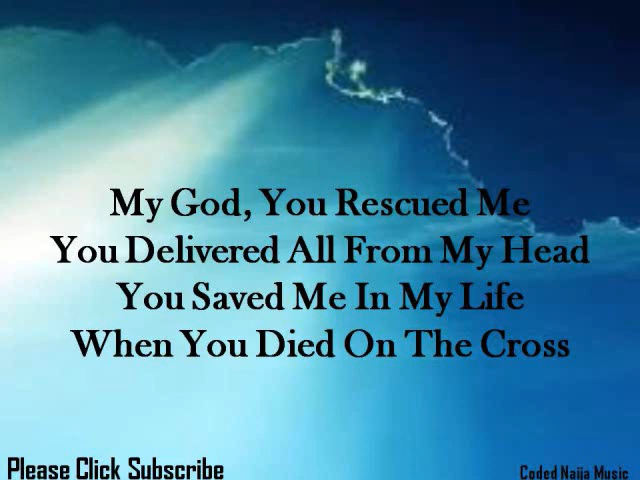 My God, You Rescued Me
You Delivered All From My Head
You Saved Me In My Life
When You Died On The Cross
Please Click Subscribe
Coded Naija Music